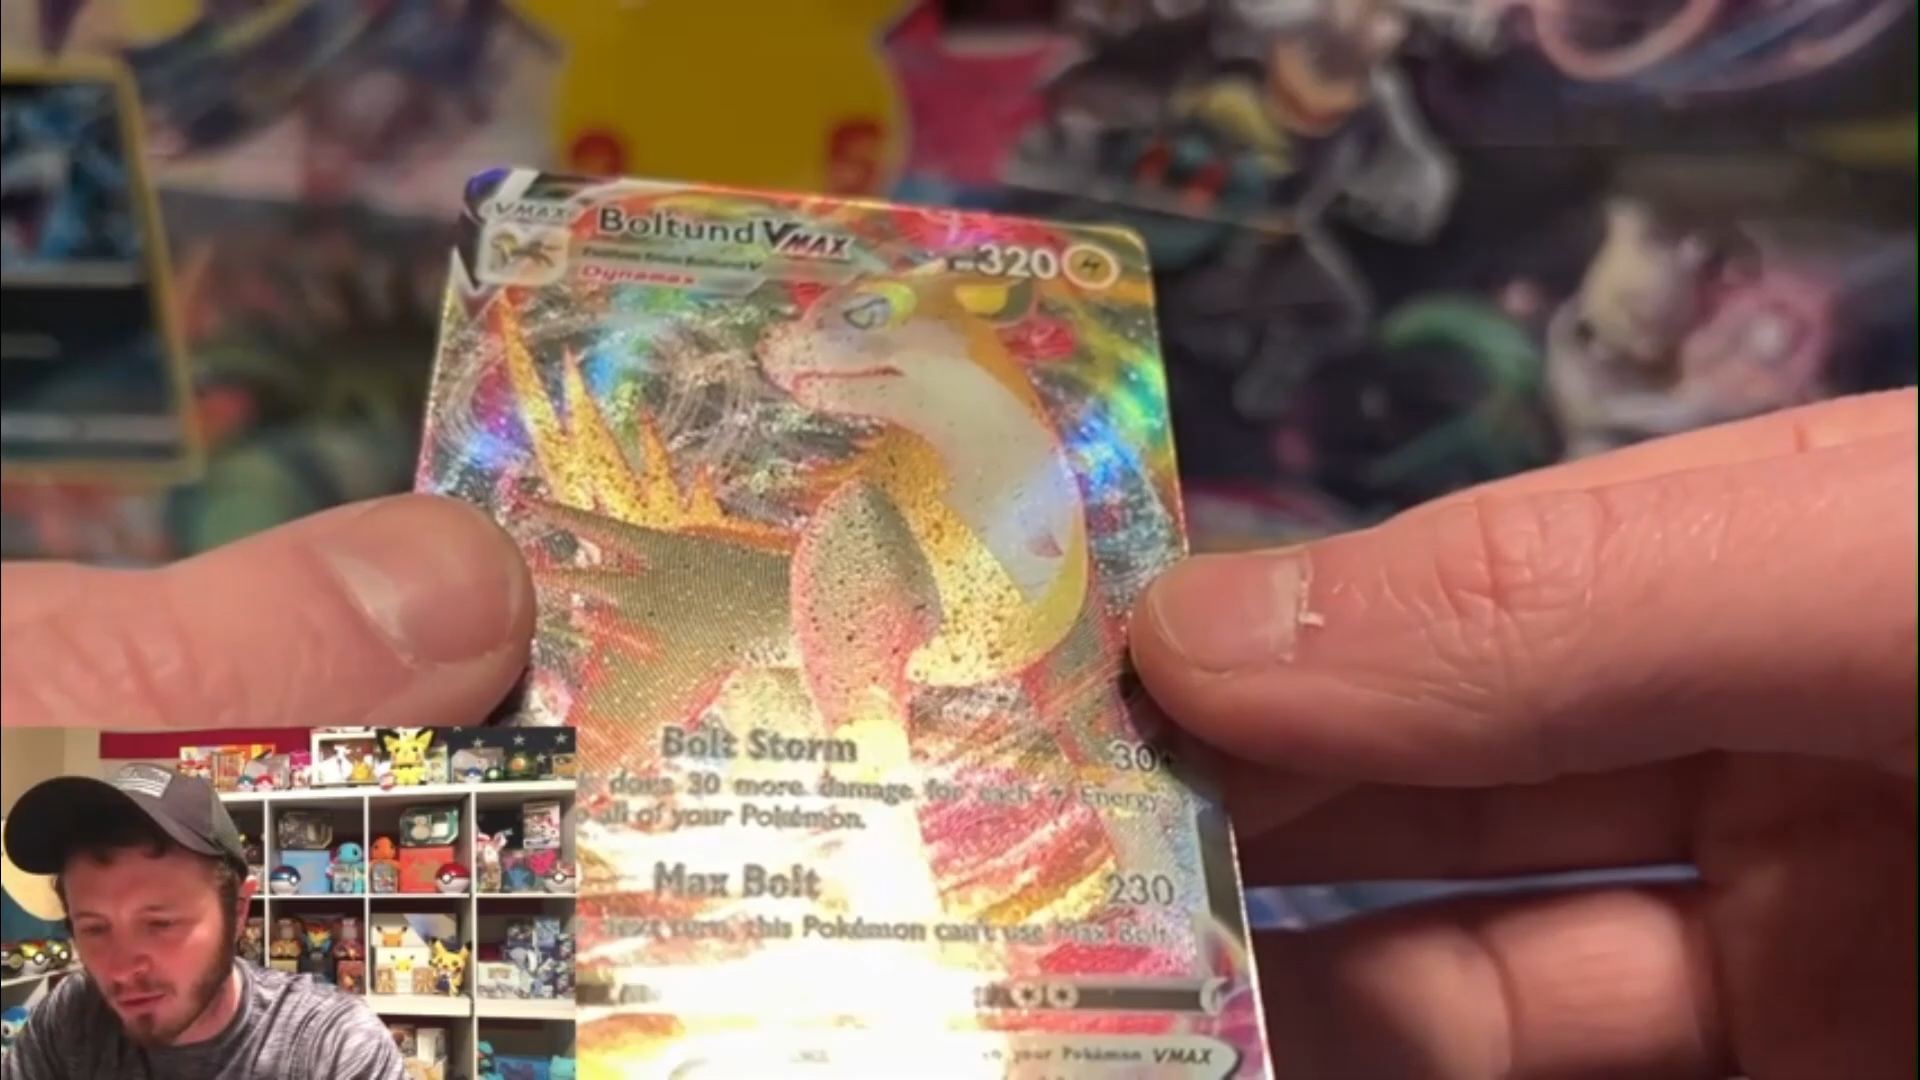 VMAX
Boltund VMAX
320
Evolves from Boltund V
Dynamax
Bolt Storm 30+
does 30 more damage for each Energy
to all of your Pokémon.
Max Bolt 230
next turn, this Pokémon can't use Max Bolt.
your Pokémon VMAX